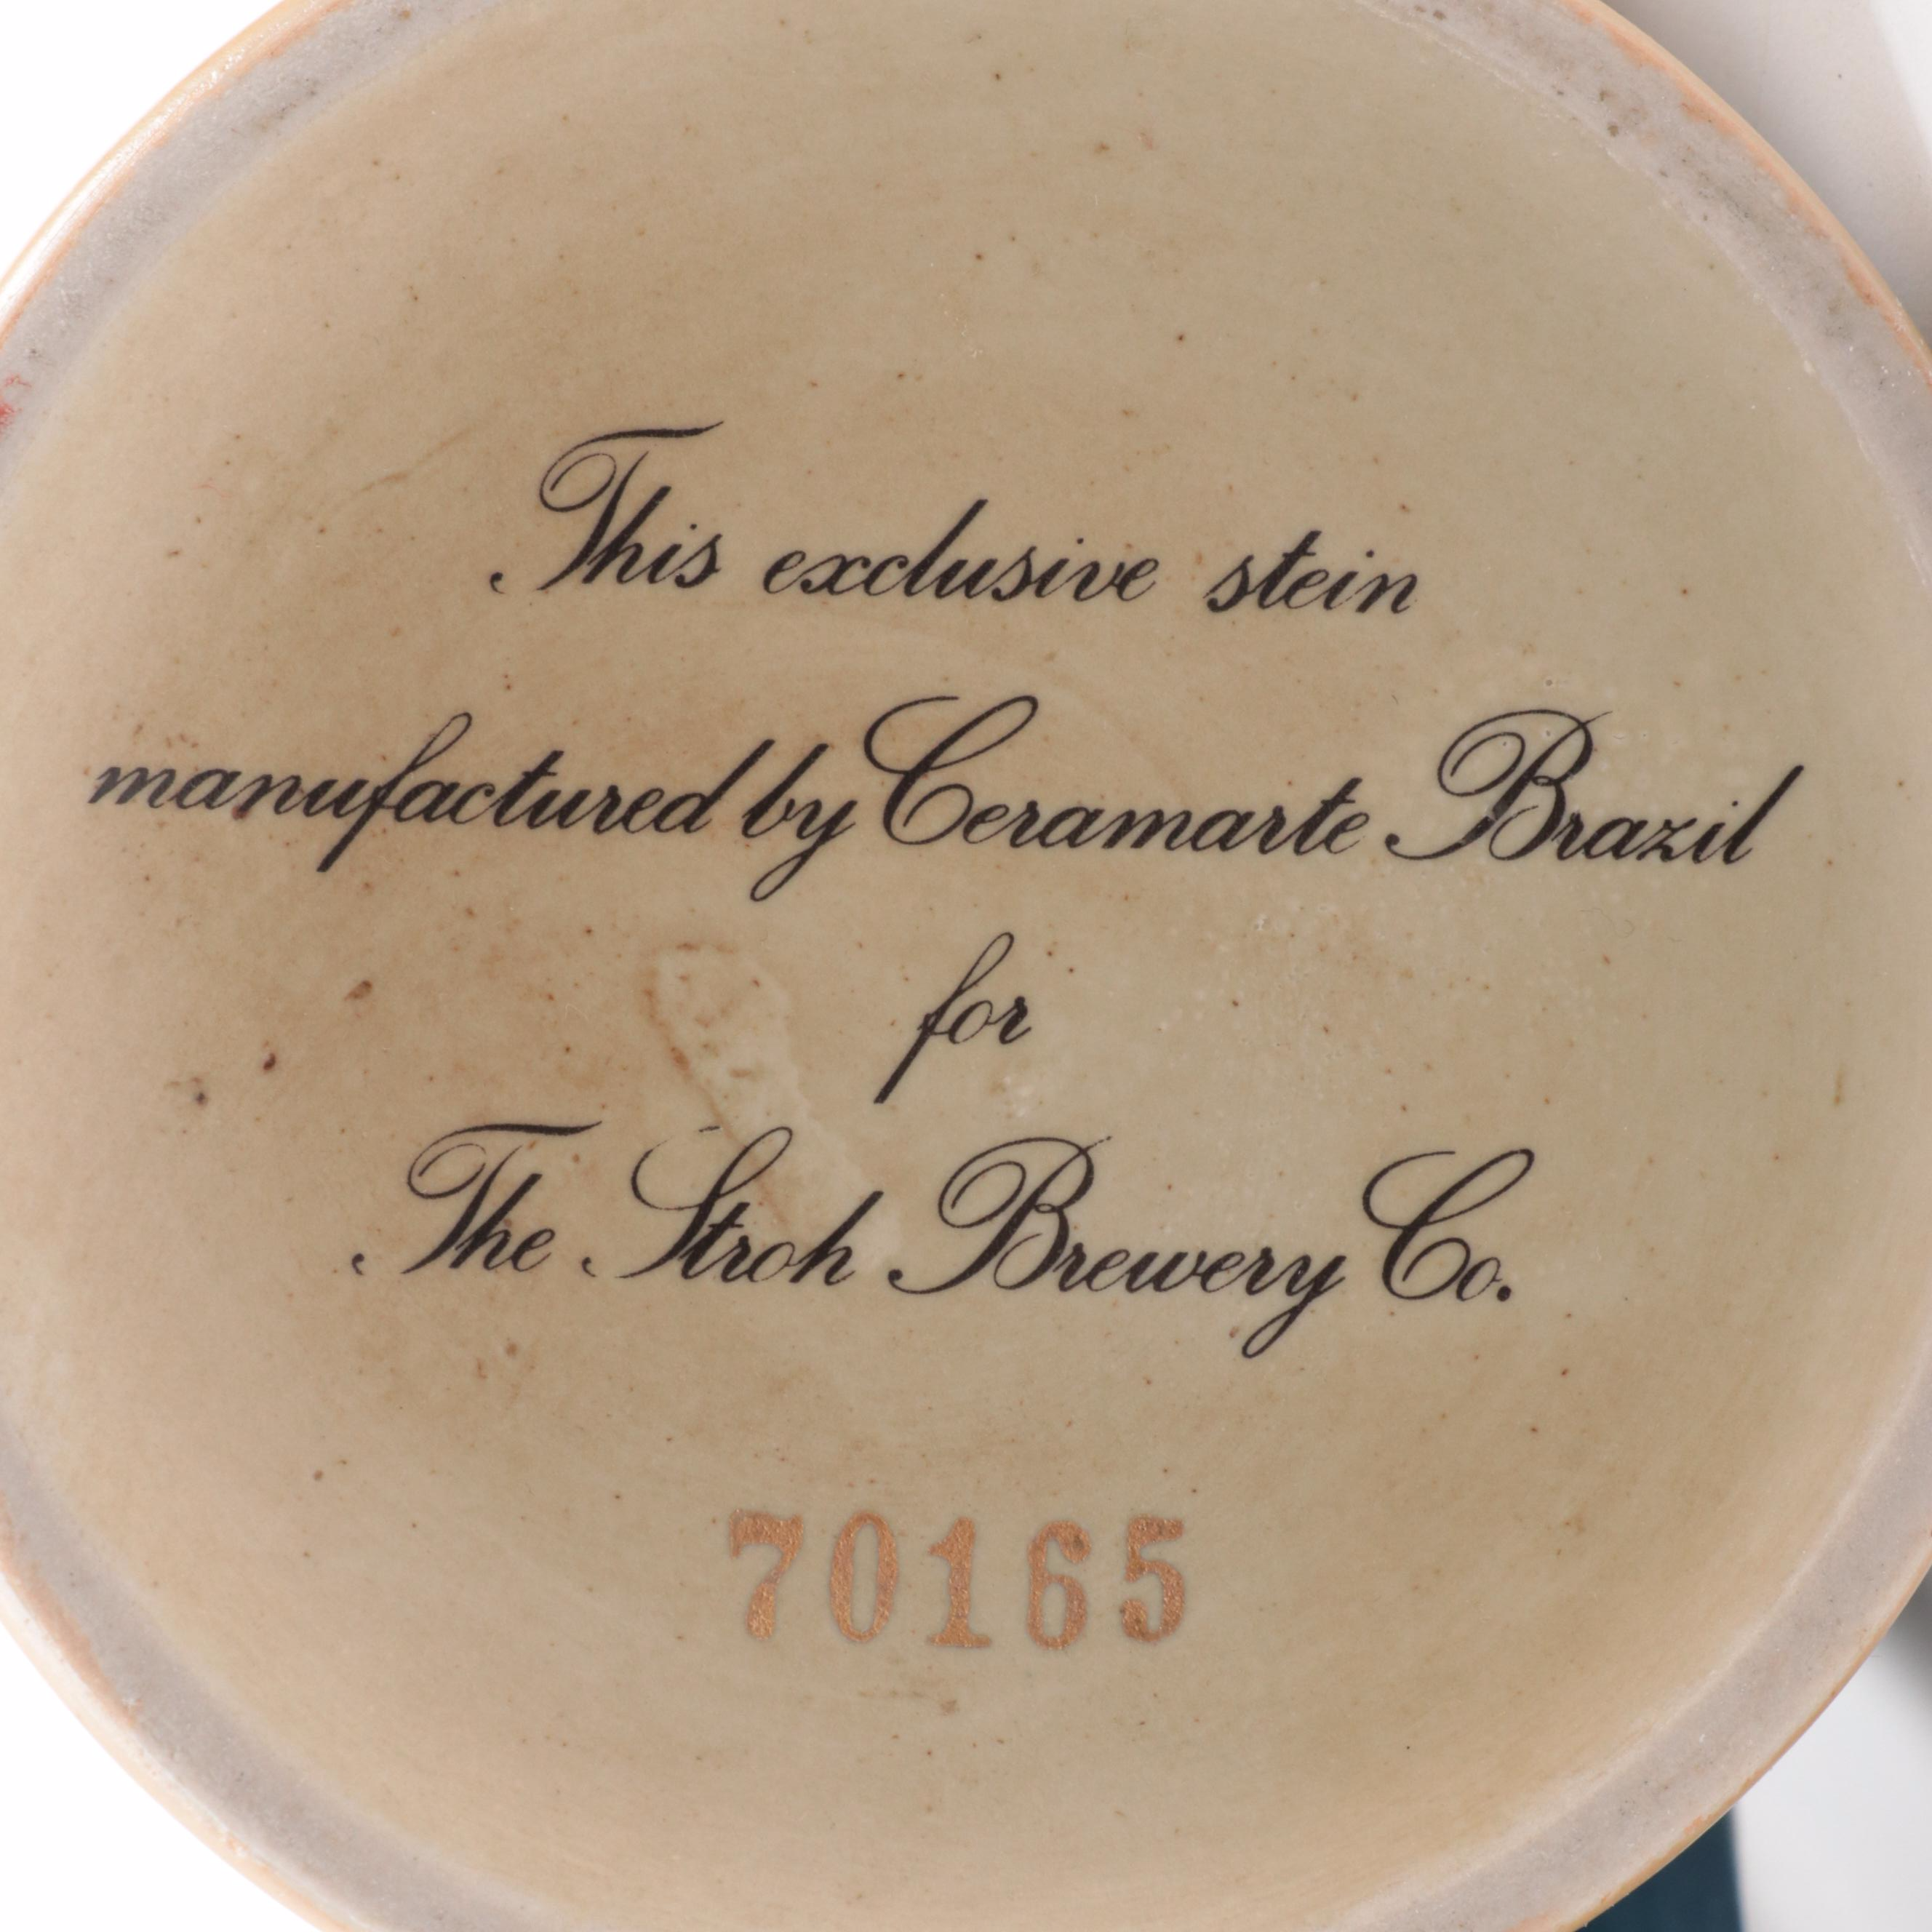 This exclusive stein
manufactured by Ceramarte Brazil
for
The Stroh Brewery Co.
70165